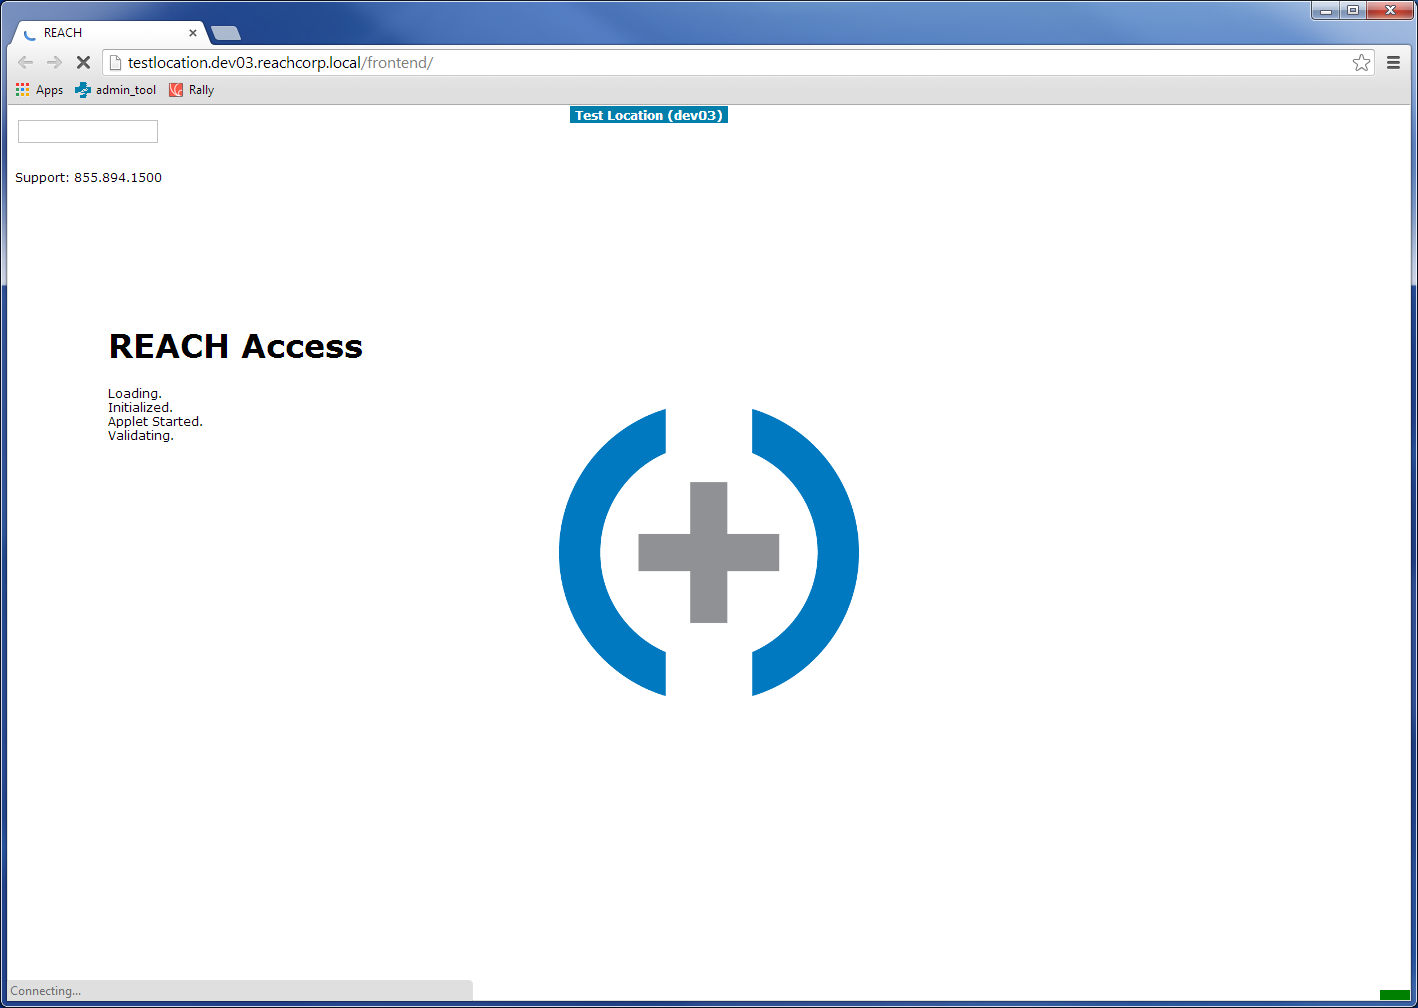 REACH
testlocation.dev03.reachcorp.local/frontend/
Apps admin_tool Rally
Test Location (dev03)
Support: 855.894.1500
REACH Access
Loading.
Initialized.
Applet Started.
Validating.
Connecting...